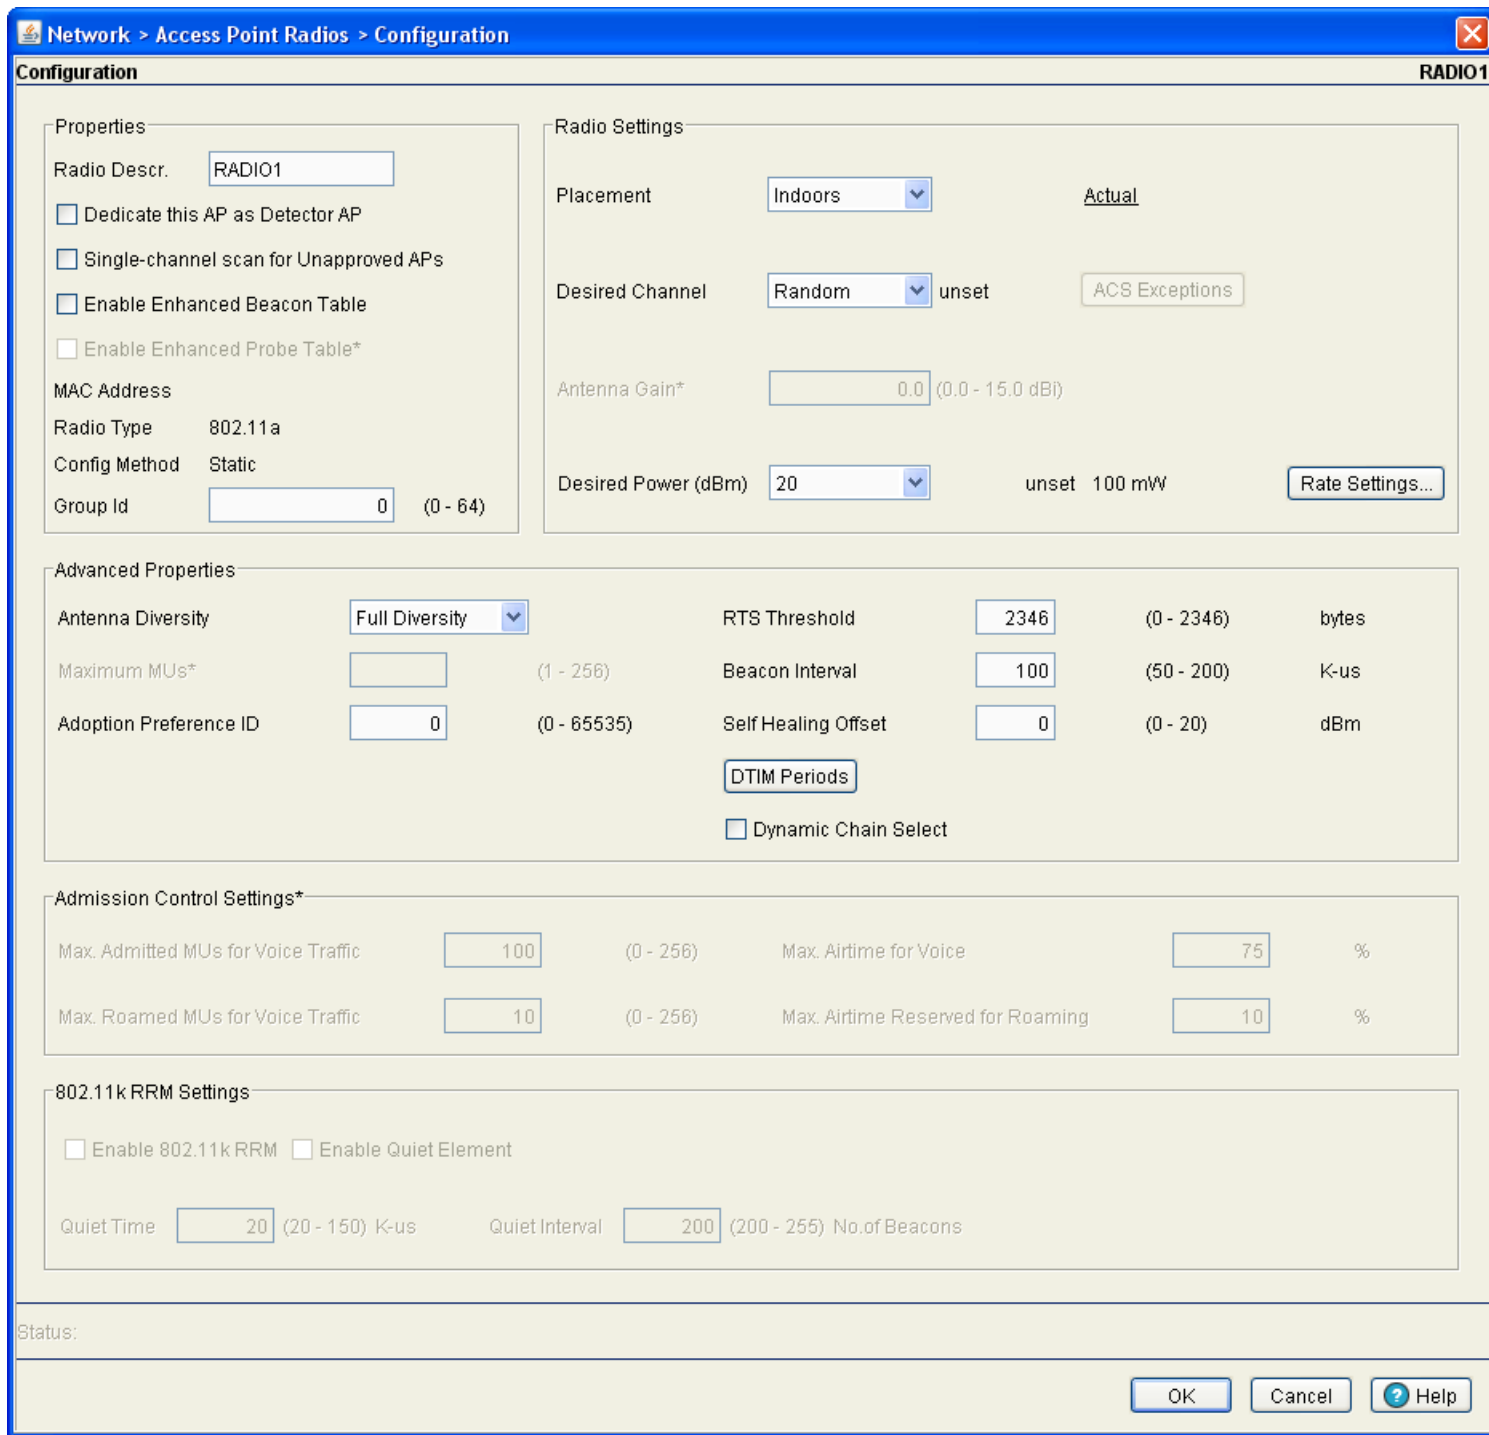 Network > Access Point Radios > Configuration
Configuration RADIO1
Properties
Radio Descr. RADIO1
Dedicate this AP as Detector AP
Single-channel scan for Unapproved APs
Enable Enhanced Beacon Table
Enable Enhanced Probe Table*
MAC Address
Radio Type 802.11a
Config Method Static
Group Id 0 (0 - 64)
Radio Settings
Placement Indoors Actual
Desired Channel Random unset ACS Exceptions
Antenna Gain* 0.0 (0.0 - 15.0 dBi)
Desired Power (dBm) 20 unset 100 mW Rate Settings...
Advanced Properties
Antenna Diversity Full Diversity RTS Threshold 2346 (0 - 2346) bytes
Maximum MUs* (1 - 256) Beacon Interval 100 (50 - 200) K-us
Adoption Preference ID 0 (0 - 65535) Self Healing Offset 0 (0 - 20) dBm
DTIM Periods
Dynamic Chain Select
Admission Control Settings*
Max. Admitted MUs for Voice Traffic 100 (0 - 256) Max. Airtime for Voice 75 %
Max. Roamed MUs for Voice Traffic 10 (0 - 256) Max. Airtime Reserved for Roaming 10 %
802.11k RRM Settings
Enable 802.11k RRM Enable Quiet Element
Quiet Time 20 (20 - 150) K-us Quiet Interval 200 (200 - 255) No.of Beacons
Status:
OK Cancel ? Help